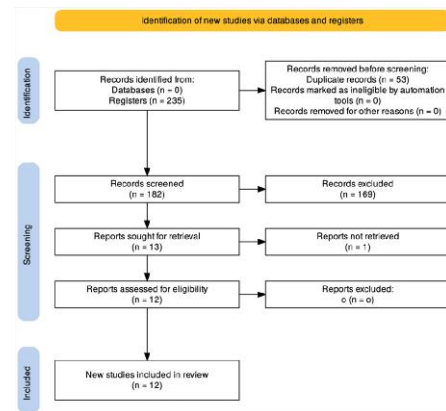 Identification of new studies via databases and registers
Identification
Records identified from:
Databases (n = 0)
Registers (n = 235)
Records removed before screening:
Duplicate records (n = 53)
Records marked as ineligible by automation
tools (n = 0)
Records removed for other reasons (n = 0)
Screening
Records screened
(n = 182)
Records excluded
(n = 169)
Reports sought for retrieval
(n = 13)
Reports not retrieved
(n = 1)
Reports assessed for eligibility
(n = 12)
Reports excluded:
o (n = o)
Included
New studies included in review
(n = 12)